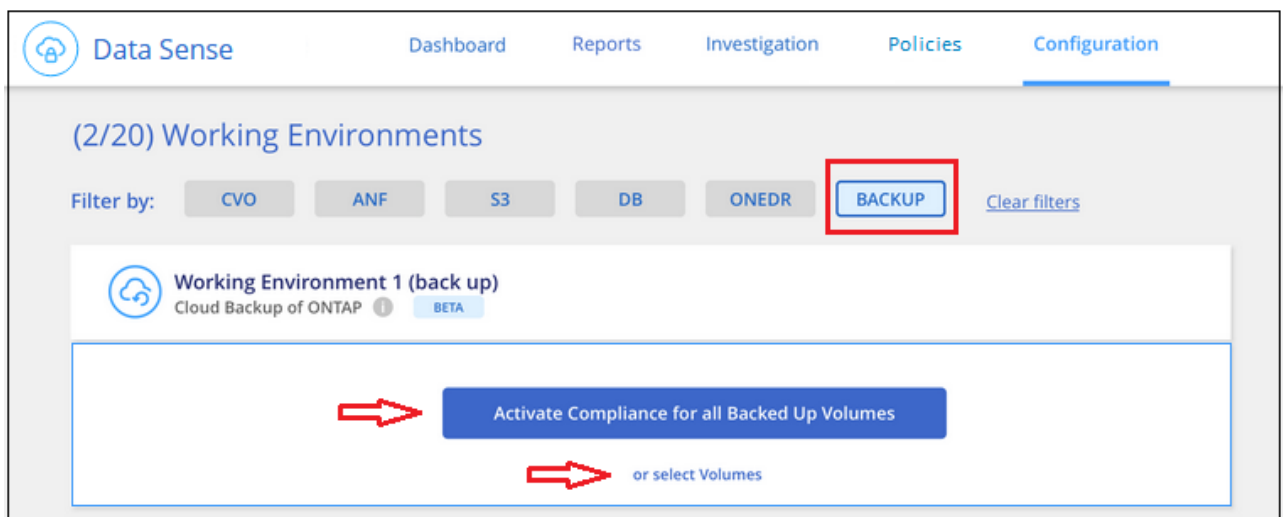 Data Sense Dashboard Reports Investigation Policies Configuration
(2/20) Working Environments
Filter by: CVO ANF S3 DB ONEDR BACKUP Clear filters
Working Environment 1 (back up)
Cloud Backup of ONTAP i BETA
Activate Compliance for all Backed Up Volumes
or select Volumes